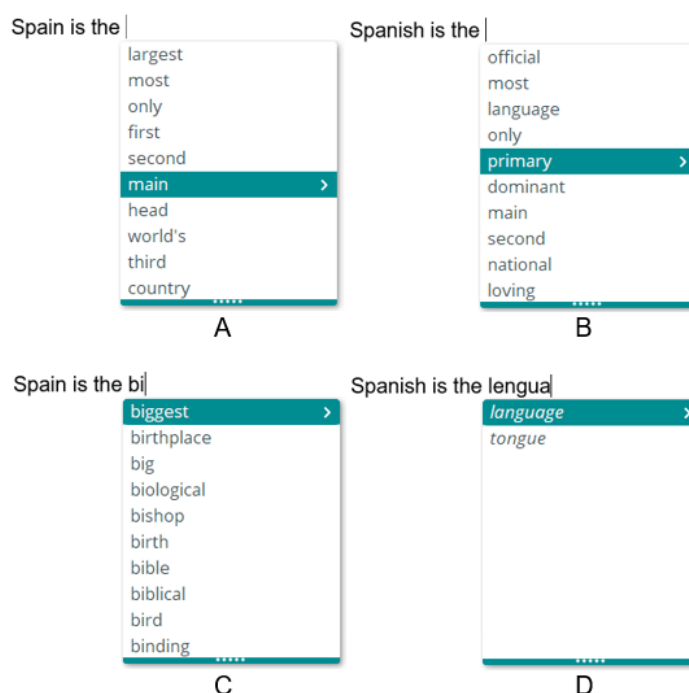 Spain is the
largest
most
only
first
second
main
head
world's
third
country
A
Spanish is the
official
most
language
only
primary
dominant
main
second
national
loving
B
Spain is the bi
biggest
birthplace
big
biological
bishop
birth
bible
biblical
bird
binding
C
Spanish is the lengua
language
tongue
D